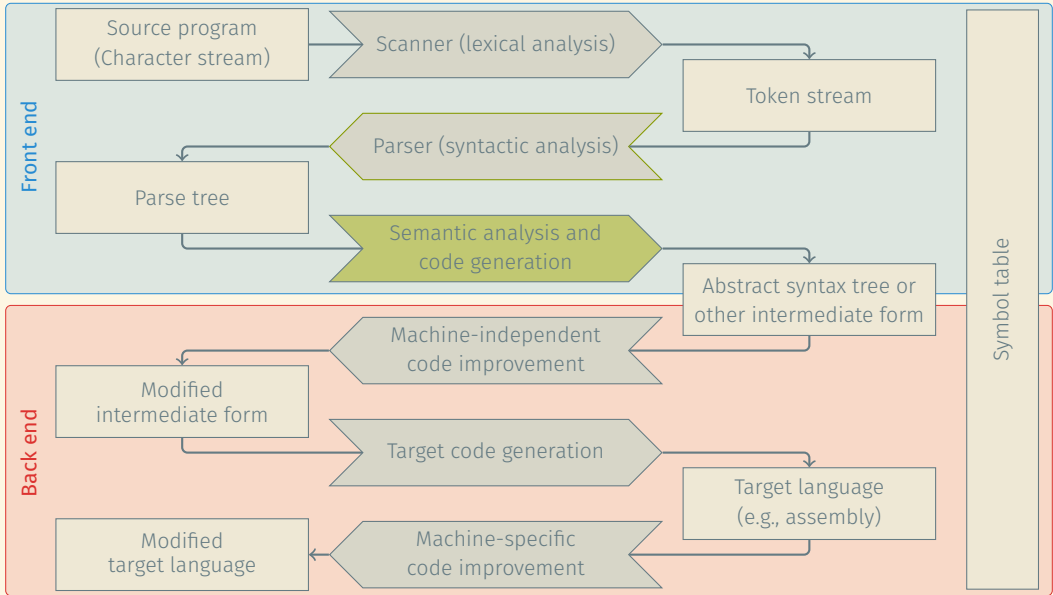 Front end
Source program
(Character stream)
Scanner (lexical analysis)
Token stream
Parser (syntactic analysis)
Parse tree
Semantic analysis and
code generation
Abstract syntax tree or
other intermediate form
Symbol table
Back end
Machine-independent
code improvement
Modified
intermediate form
Target code generation
Target language
(e.g., assembly)
Machine-specific
code improvement
Modified
target language